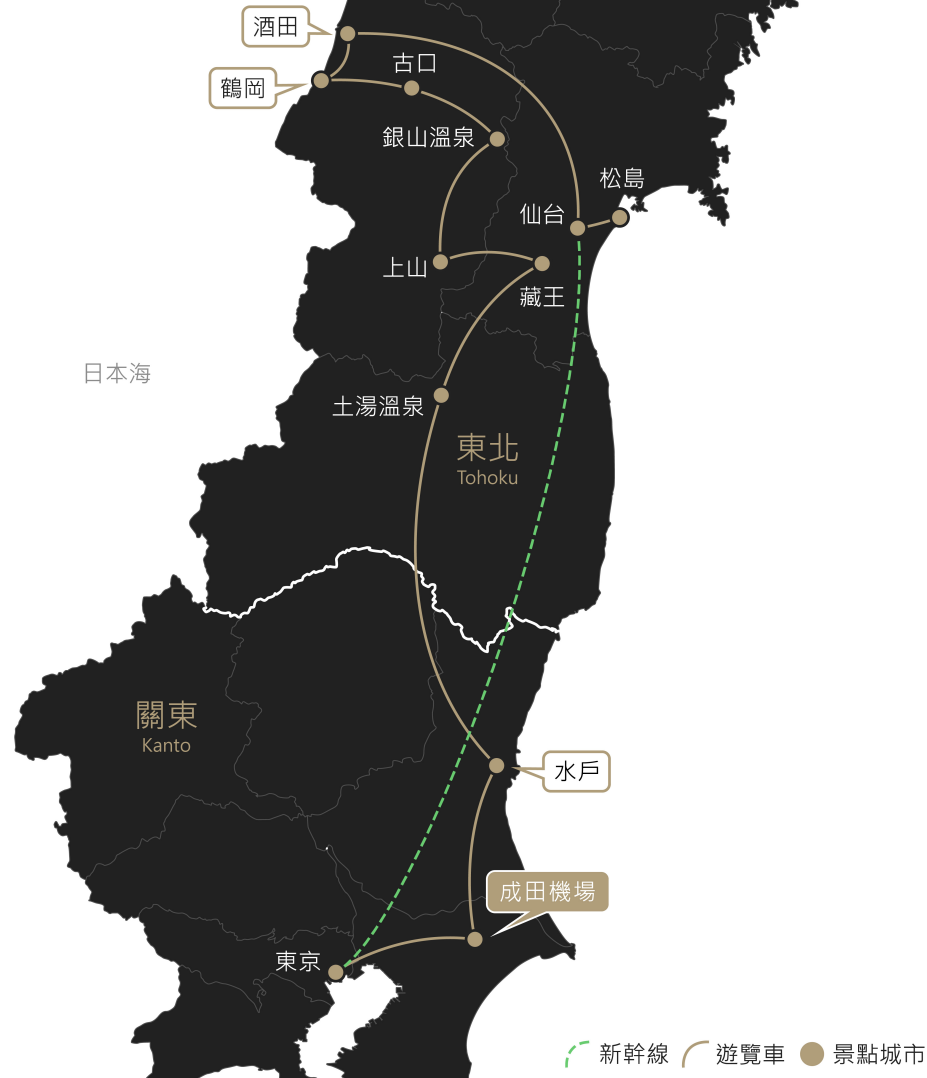 酒田
古口
鶴岡
銀山溫泉
松島
仙台
上山
藏王
日本海
土湯溫泉
東北
Tohoku
關東
Kanto
水戶
成田機場
東京
新幹線
遊覽車
景點城市